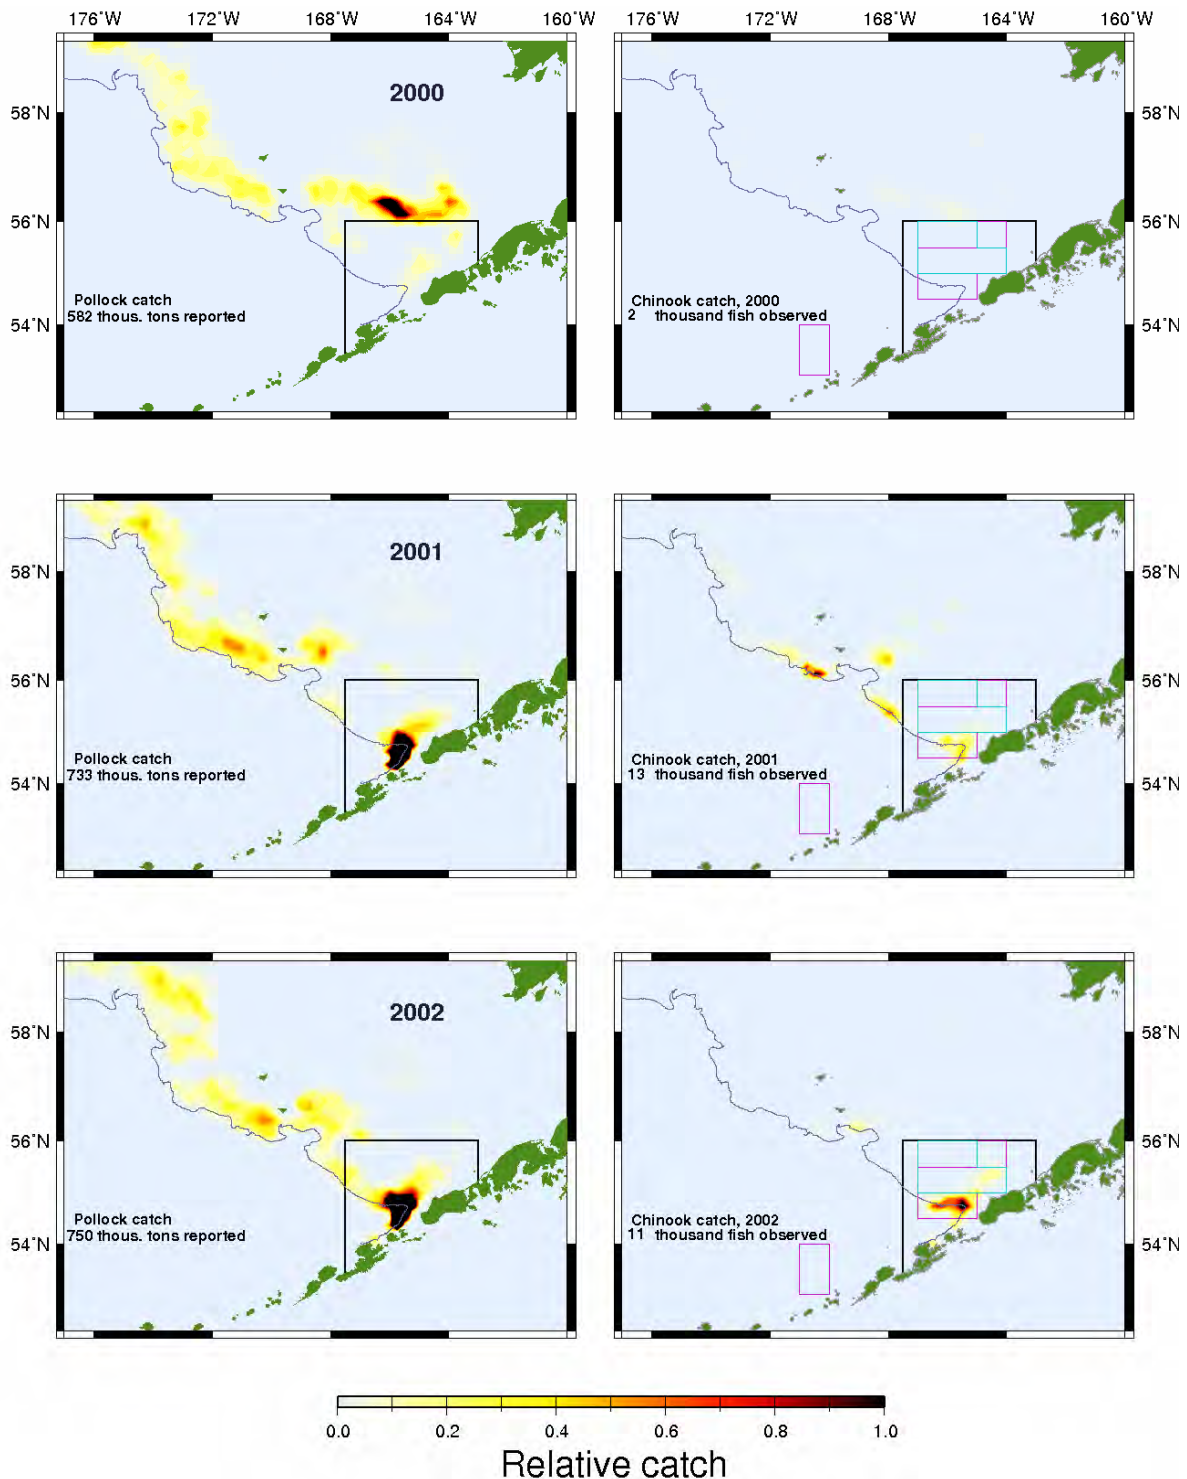 176°W 172°W 168°W 164°W 160°W 176°W 172°W 168°W 164°W 160°W
58°N 2000 58°N
56°N 56°N
Pollock catch Chinook catch, 2000
582 thous. tons reported 2 thousand fish observed
54°N 54°N
58°N 2001 58°N
56°N 56°N
Pollock catch Chinook catch, 2001
733 thous. tons reported 13 thousand fish observed
54°N 54°N
58°N 2002 58°N
56°N 56°N
Pollock catch Chinook catch, 2002
750 thous. tons reported 11 thousand fish observed
54°N 54°N
0.0 0.2 0.4 0.6 0.8 1.0
Relative catch